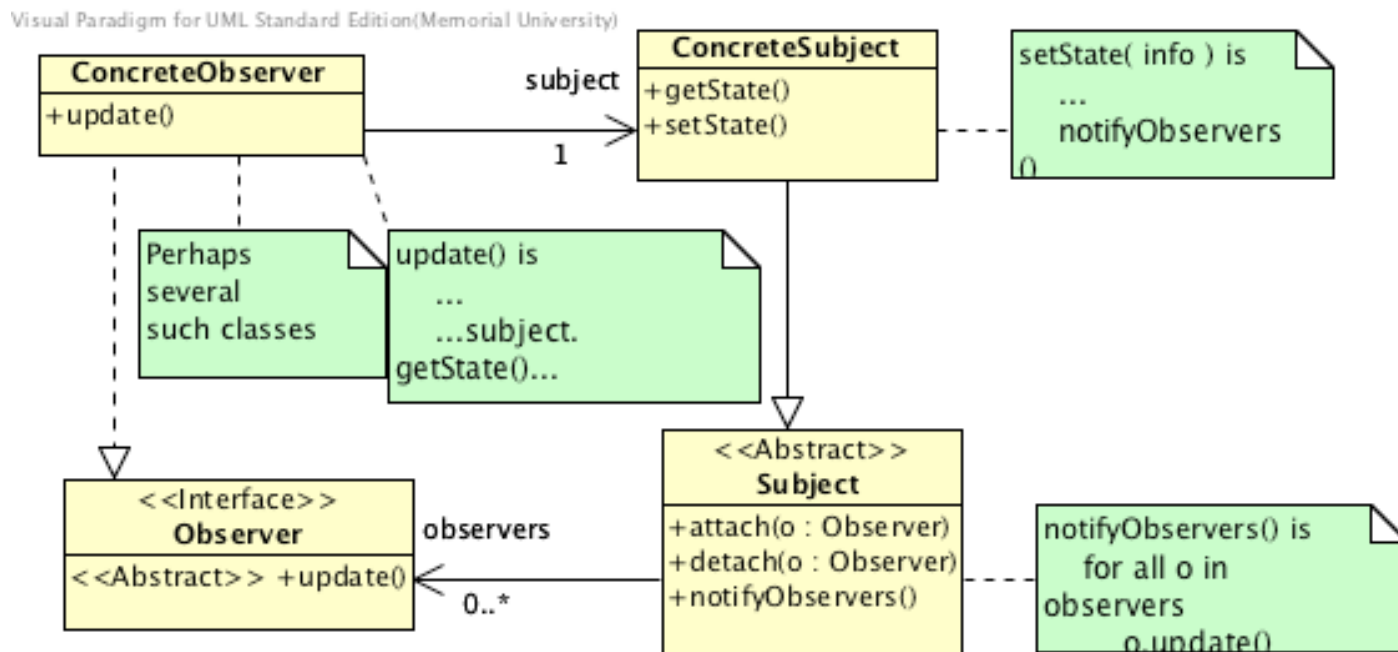 Visual Paradigm for UML Standard Edition(Memorial University)
ConcreteObserver
+update()
subject
1
ConcreteSubject
+getState()
+setState()
setState( info ) is
...
notifyObservers
()
Perhaps
several
such classes
update() is
...
...subject.
getState()...
<<Interface>>
Observer
<<Abstract>> +update()
observers
0..*
<<Abstract>>
Subject
+attach(o : Observer)
+detach(o : Observer)
+notifyObservers()
notifyObservers() is
for all o in
observers
o.update()